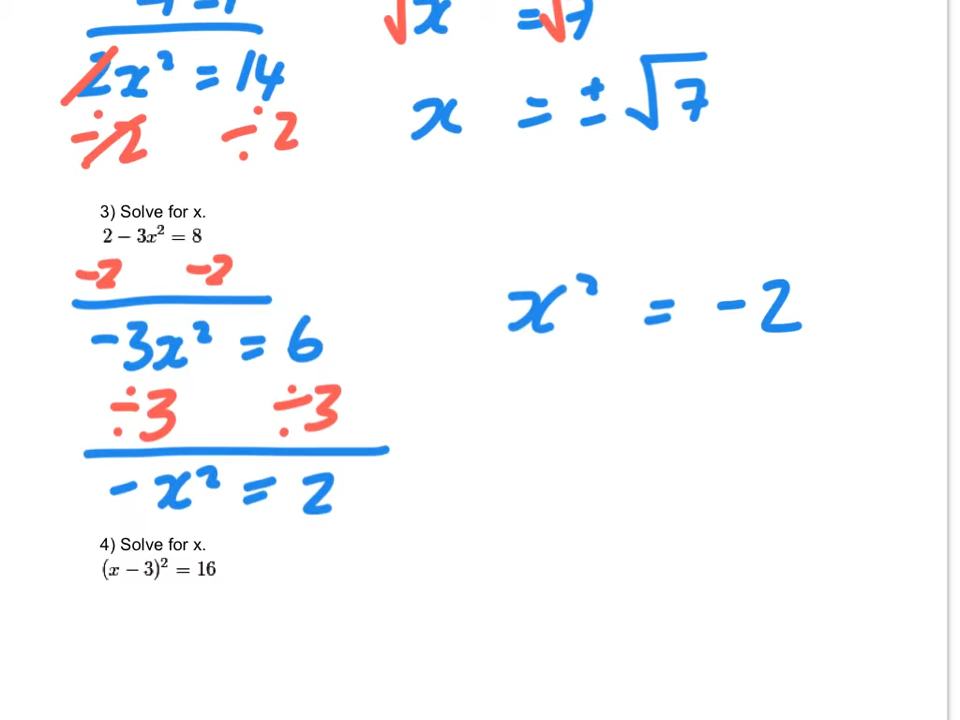 √x = √7
2x² = 14
÷2 ÷2
x = ± √7
3) Solve for x.
2 − 3x² = 8
-2 -2
-3x² = 6
÷3 ÷3
-x² = 2
x² = -2
4) Solve for x.
(x − 3)² = 16